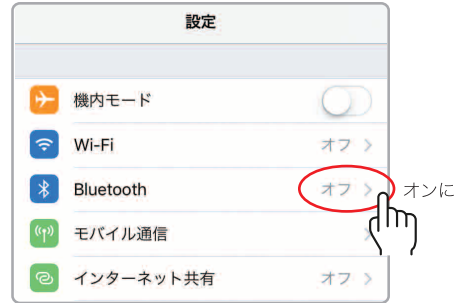 設定
機内モード
Wi-Fi オフ
Bluetooth オフ オンに
モバイル通信
インターネット共有 オフ